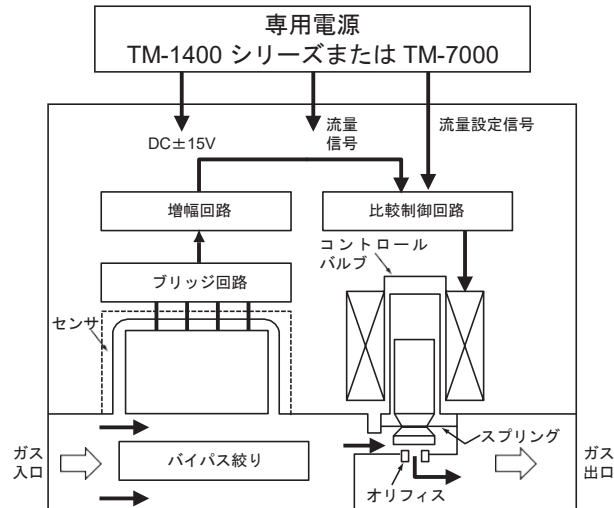 専用電源
TM-1400 シリーズまたは TM-7000
DC±15V
流量
信号
流量設定信号
増幅回路
比較制御回路
コントロール
バルブ
ブリッジ回路
センサ
スプリング
ガス
入口
バイパス絞り
ガス
出口
オリフィス